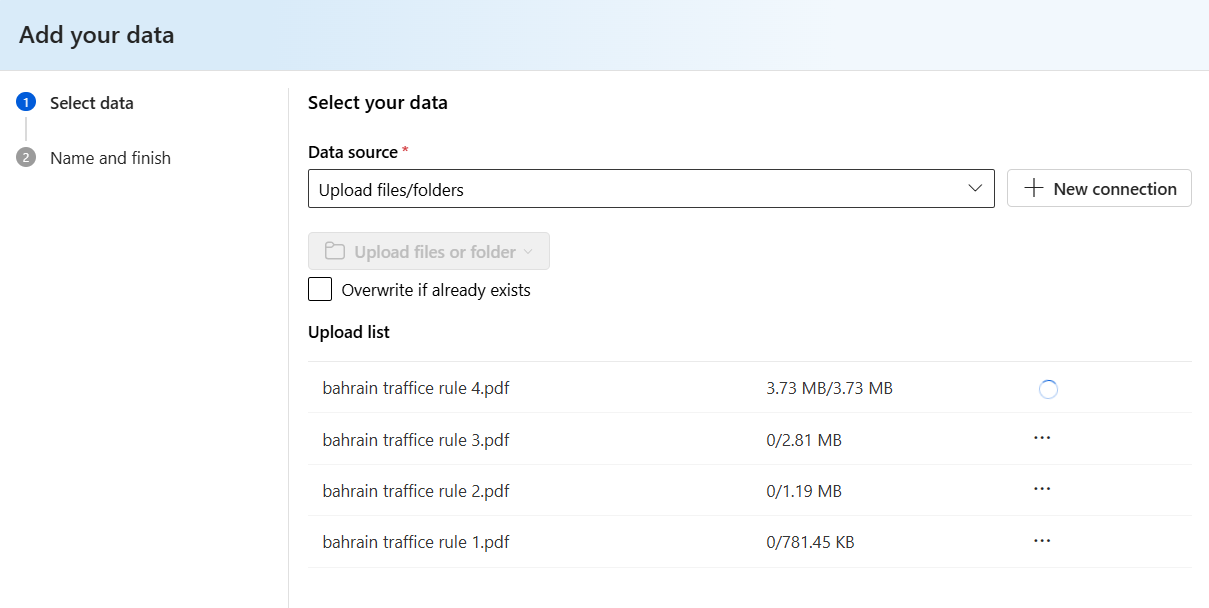 Add your data
1 Select data
2 Name and finish
Select your data
Data source *
Upload files/folders
New connection
Upload files or folder
Overwrite if already exists
Upload list
bahrain traffice rule 4.pdf 3.73 MB/3.73 MB
bahrain traffice rule 3.pdf 0/2.81 MB ...
bahrain traffice rule 2.pdf 0/1.19 MB ...
bahrain traffice rule 1.pdf 0/781.45 KB ...